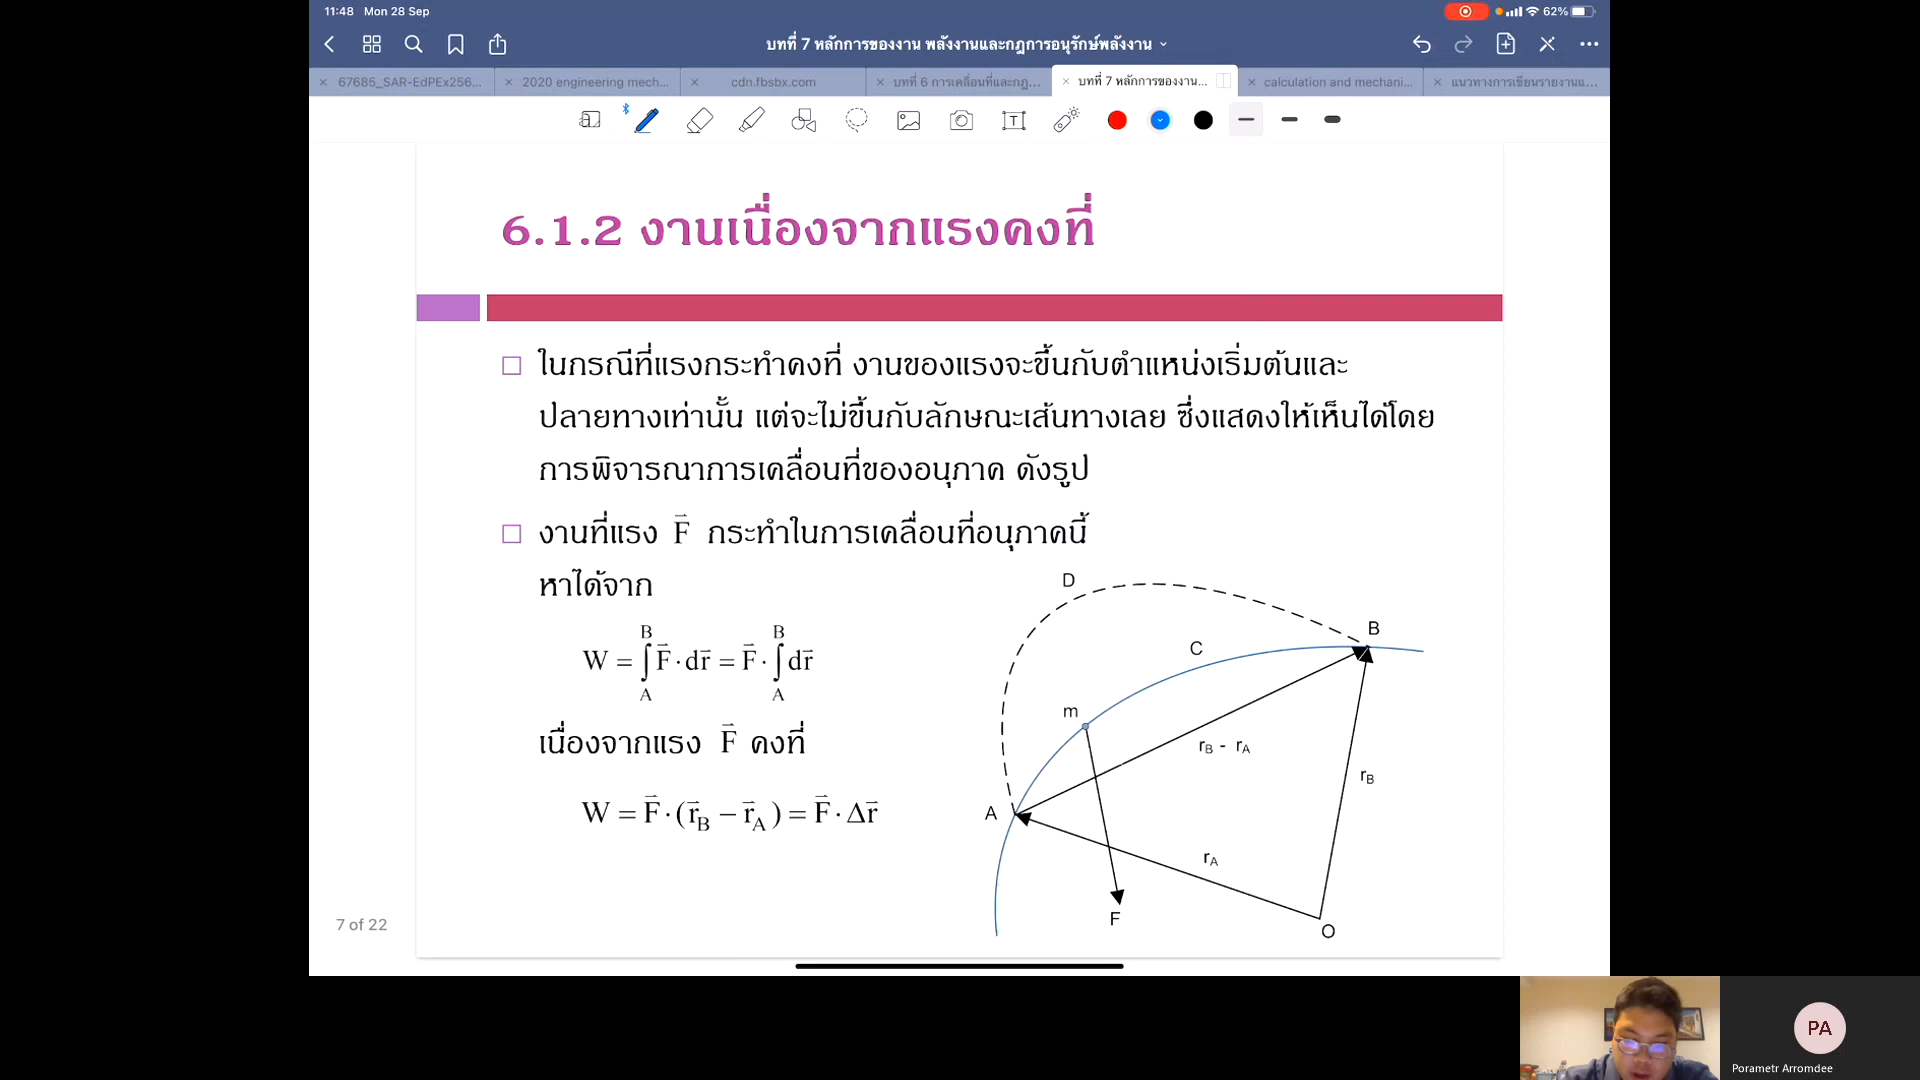 11:48 Mon 28 Sep
62%
บทที่ 7 หลักการของงาน พลังงานและกฎการอนุรักษ์พลังงาน
67685_SAR-EdPEx256...
2020 engineering mech...
cdn.fbsbx.com
บทที่ 6 การเคลื่อนที่และกฎ...
บทที่ 7 หลักการของงาน...
calculation and mechani...
แนวทางการเขียนรายงานแ...
6.1.2 งานเนื่องจากแรงคงที่
ในกรณีที่แรงกระทำคงที่ งานของแรงจะขึ้นกับตำแหน่งเริ่มต้นและ
ปลายทางเท่านั้น แต่จะไม่ขึ้นกับลักษณะเส้นทางเลย ซึ่งแสดงให้เห็นได้โดย
การพิจารณาการเคลื่อนที่ของอนุภาค ดังรูป
งานที่แรง F⃗ กระทำในการเคลื่อนที่อนุภาคนี้
หาได้จาก
W = ∫_A^B F⃗ · dr⃗ = F⃗ · ∫_A^B dr⃗
เนื่องจากแรง F⃗ คงที่
W = F⃗ · (r⃗_B − r⃗_A) = F⃗ · Δr⃗
D
B
C
m
r_B - r_A
r_B
A
r_A
F
O
7 of 22
PA
Porametr Arromdee